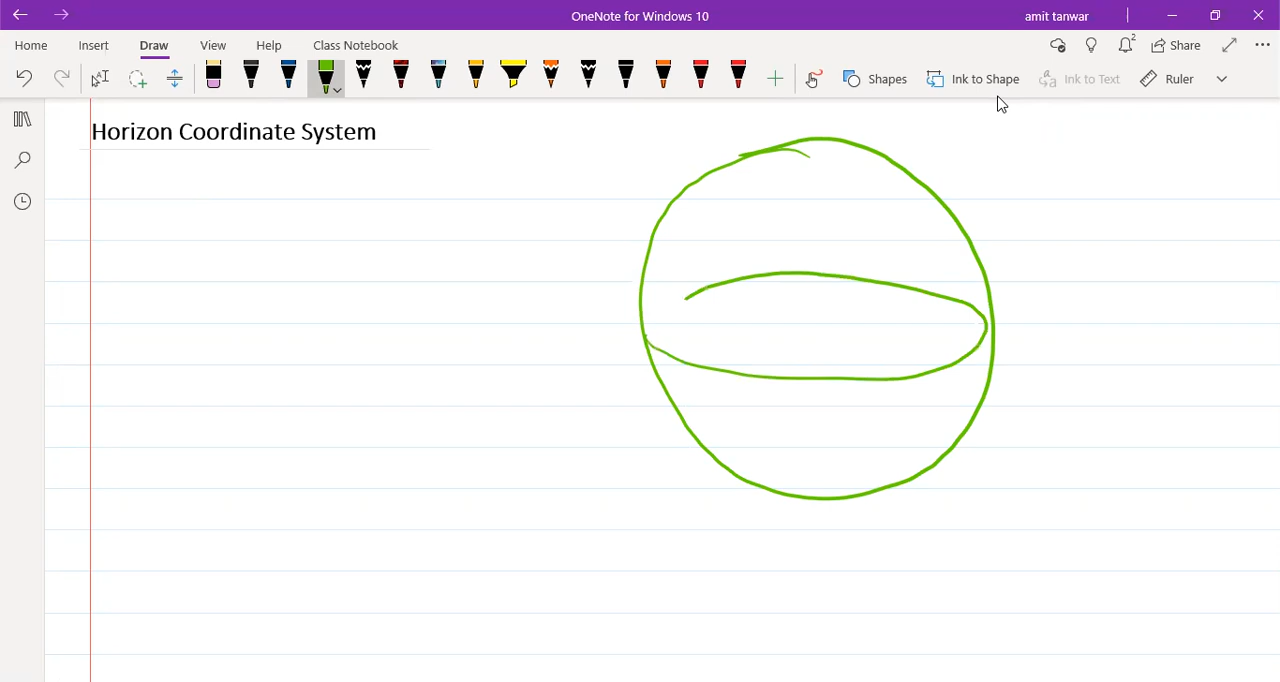 OneNote for Windows 10
amit tanwar
Home Insert Draw View Help Class Notebook
2
Share
Shapes
Ink to Shape
Ink to Text
Ruler
Horizon Coordinate System